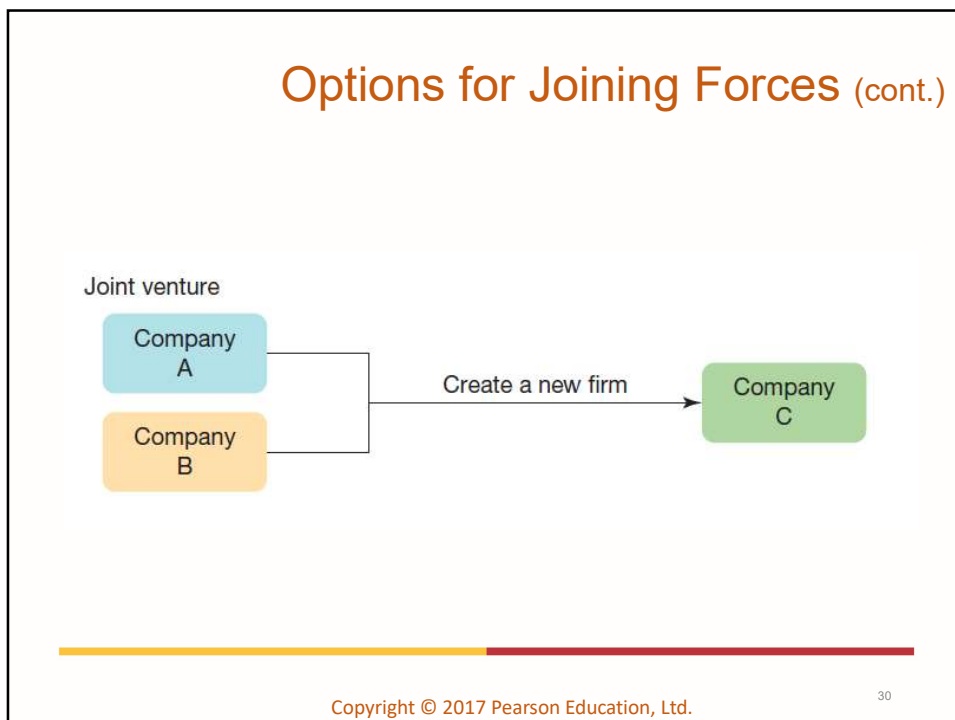 Options for Joining Forces (cont.)
Joint venture
Company
A
Create a new firm
Company
C
Company
B
Copyright © 2017 Pearson Education, Ltd.
30